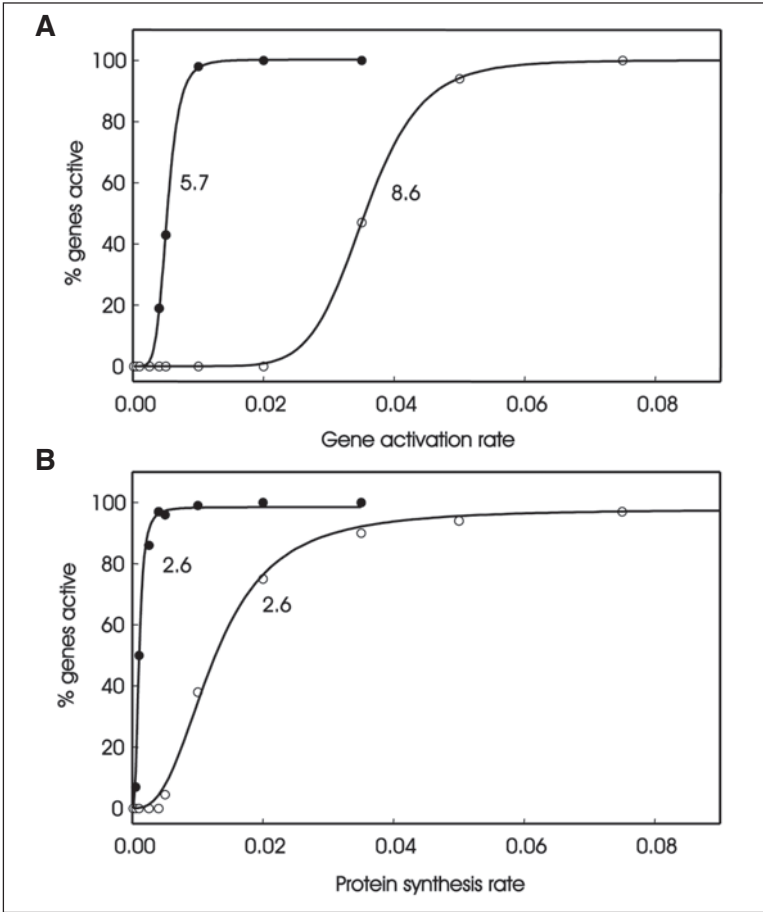 A
% genes active
100
80
60
40
20
0
5.7
8.6
0.00 0.02 0.04 0.06 0.08
Gene activation rate
B
% genes active
100
80
60
40
20
0
2.6
2.6
0.00 0.02 0.04 0.06 0.08
Protein synthesis rate